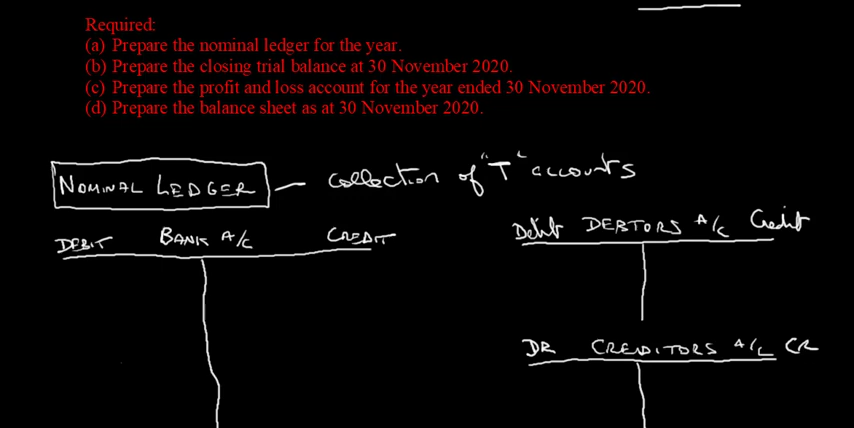 Required:
(a) Prepare the nominal ledger for the year.
(b) Prepare the closing trial balance at 30 November 2020.
(c) Prepare the profit and loss account for the year ended 30 November 2020.
(d) Prepare the balance sheet as at 30 November 2020.
NOMINAL LEDGER — collection of "T" accounts
DEBIT BANK A/C CREDIT
Debit DEBTORS A/C Credit
DR CREDITORS A/C CR